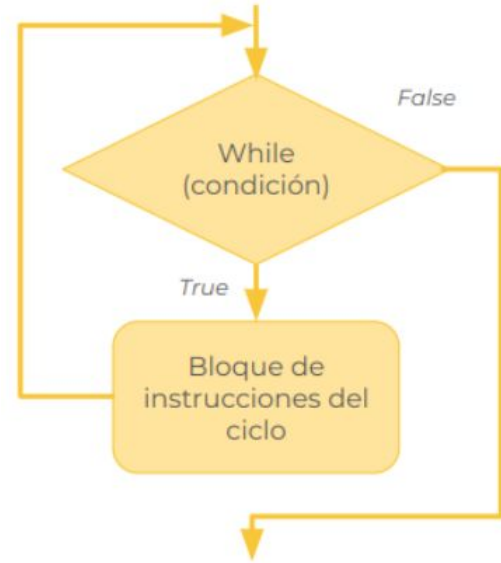 False
While
(condición)
True
Bloque de
instrucciones del
ciclo